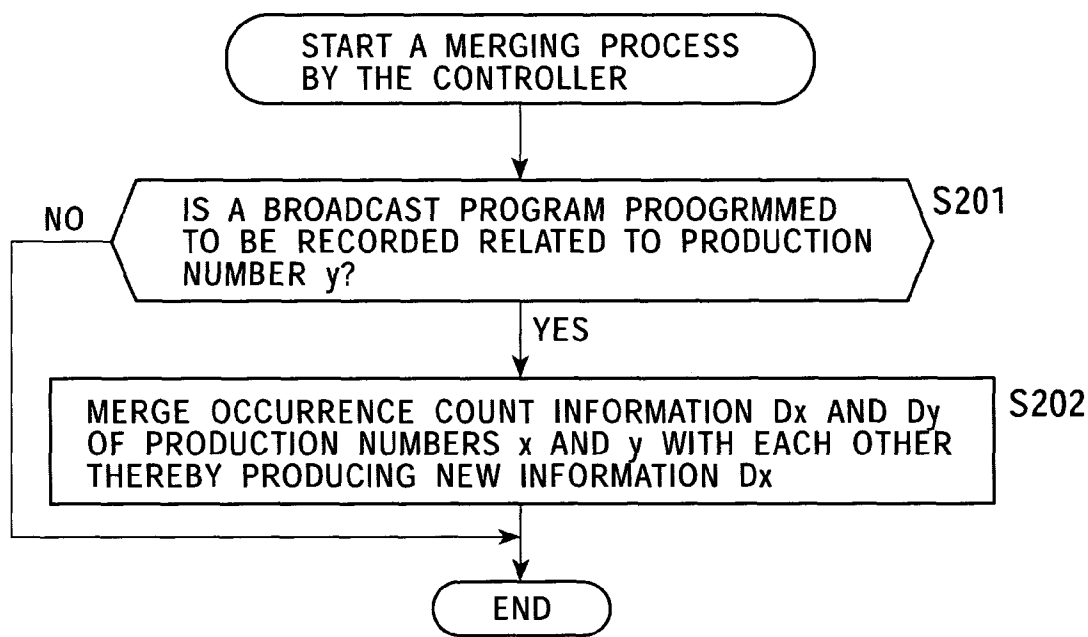 START A MERGING PROCESS
BY THE CONTROLLER
NO
IS A BROADCAST PROGRAM PROOGRMMED
TO BE RECORDED RELATED TO PRODUCTION
NUMBER y?
S201
YES
MERGE OCCURRENCE COUNT INFORMATION Dx AND Dy
OF PRODUCTION NUMBERS x AND y WITH EACH OTHER
THEREBY PRODUCING NEW INFORMATION Dx
S202
END